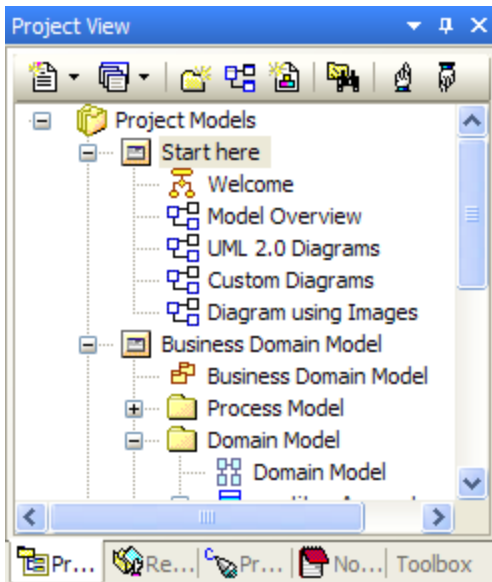 Project View
Project Models
Start here
Welcome
Model Overview
UML 2.0 Diagrams
Custom Diagrams
Diagram using Images
Business Domain Model
Business Domain Model
Process Model
Domain Model
Domain Model
Pr... Re... Pr... No... Toolbox